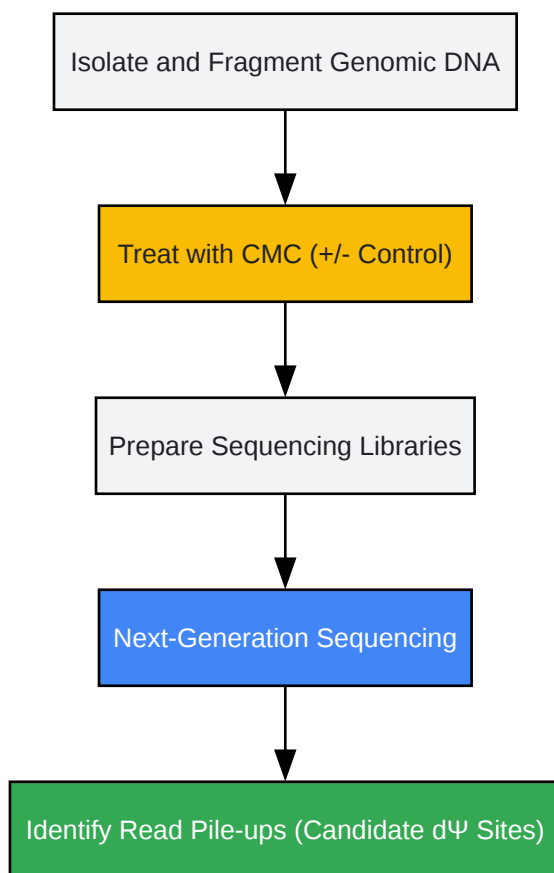 Isolate and Fragment Genomic DNA
Treat with CMC (+/- Control)
Prepare Sequencing Libraries
Next-Generation Sequencing
Identify Read Pile-ups (Candidate dΨ Sites)